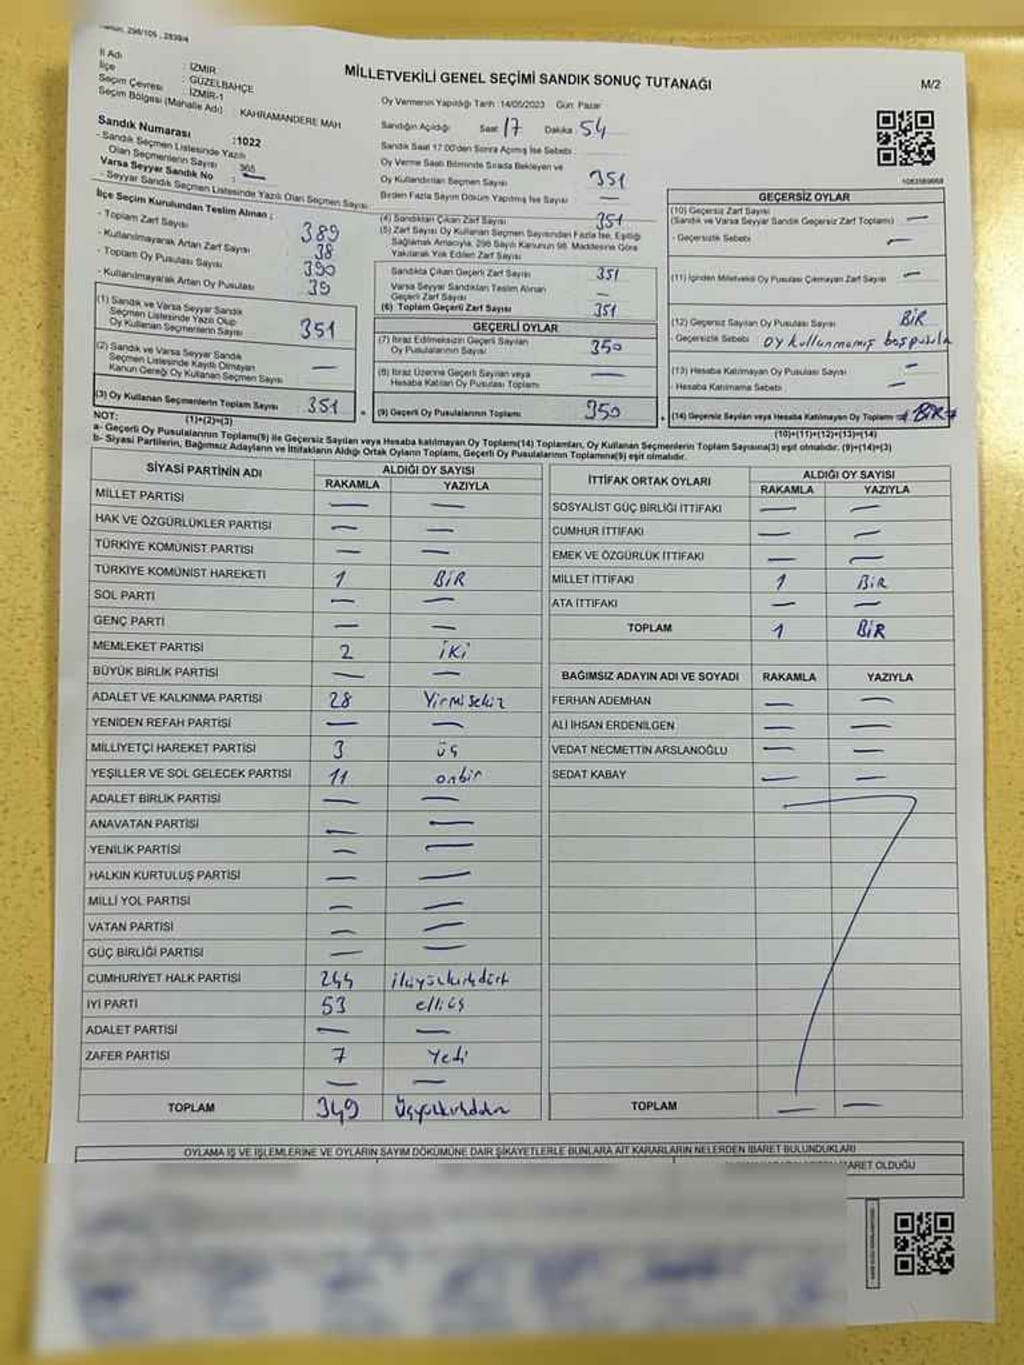 298/105 , 2839/4
İl Adı : İZMİR
İlçe : GÜZELBAHÇE
Seçim Çevresi : İZMİR-1
Seçim Bölgesi (Mahalle Adı) : KAHRAMANDERE MAH
MİLLETVEKİLİ GENEL SEÇİMİ SANDIK SONUÇ TUTANAĞI
M/2
Oy Vermenin Yapıldığı Tarih :14/05/2023 Gün: Pazar
Sandık Numarası :1022
- Sandık Seçmen Listesinde Yazılı
Olan Seçmenlerin Sayısı : 365
Varsa Seyyar Sandık No : —
- Seyyar Sandık Seçmen Listesinde Yazılı Olan Seçmen Sayısı
Sandığın Açıldığı Saat 17 Dakika 54
Sandık Saat 17:00'den Sonra Açılmış İse Sebebi
Oy Verme Saati Bitiminde Sırada Bekleyen ve
Oy Kullandırılan Seçmen Sayısı 351
Birden Fazla Sayım Döküm Yapılmış İse Sayısı —
1083589668
İlçe Seçim Kurulundan Teslim Alınan ;
- Toplam Zarf Sayısı 389
- Kullanılmayarak Artan Zarf Sayısı 38
- Toplam Oy Pusulası Sayısı 390
- Kullanılmayarak Artan Oy Pusulası 39
(1) Sandık ve Varsa Seyyar Sandık
Seçmen Listesinde Yazılı Olup
Oy Kullanan Seçmenlerin Sayısı 351
(2) Sandık ve Varsa Seyyar Sandık
Seçmen Listesinde Kayıtlı Olmayan
Kanun Gereği Oy Kullanan Seçmen Sayısı —
(3) Oy Kullanan Seçmenlerin Toplam Sayısı 351
(1)+(2)=(3)
(4) Sandıktan Çıkan Zarf Sayısı 351
(5) Zarf Sayısı Oy Kullanan Seçmen Sayısından Fazla İse, Eşitliği
Sağlamak Amacıyla, 298 Sayılı Kanunun 98. Maddesine Göre
Yakılarak Yok Edilen Zarf Sayısı
Sandıkta Çıkan Geçerli Zarf Sayısı 351
Varsa Seyyar Sandıktan Teslim Alınan
Geçerli Zarf Sayısı —
(6) Toplam Geçerli Zarf Sayısı 351
GEÇERLİ OYLAR
(7) İtiraz Edilmeksizin Geçerli Sayılan
Oy Pusulalarının Sayısı 350
(8) İtiraz Üzerine Geçerli Sayılan veya
Hesaba Katılan Oy Pusulası Toplamı —
(9) Geçerli Oy Pusulalarının Toplamı 350
GEÇERSİZ OYLAR
(10) Geçersiz Zarf Sayısı
(Sandık ve Varsa Seyyar Sandık Geçersiz Zarf Toplamı) —
- Geçersizlik Sebebi —
(11) İçinden Milletvekili Oy Pusulası Çıkmayan Zarf Sayısı —
(12) Geçersiz Sayılan Oy Pusulası Sayısı BİR
- Geçersizlik Sebebi oy kullanmamış boş pusula
(13) Hesaba Katılmayan Oy Pusulası Sayısı —
- Hesaba Katılmama Sebebi —
(14) Geçersiz Sayılan veya Hesaba Katılmayan Oy Toplamı # BİR #
(10)+(11)+(12)+(13)=(14)
NOT:
a- Geçerli Oy Pusulalarının Toplamı(9) ile Geçersiz Sayılan veya Hesaba katılmayan Oy Toplamı(14) Toplamları, Oy Kullanan Seçmenlerin Toplam Sayısına(3) eşit olmalıdır. (9)+(14)=(3)
b- Siyasi Partilerin, Bağımsız Adayların ve İttifakların Aldığı Ortak Oyların Toplamı, Geçerli Oy Pusulalarının Toplamına(9) eşit olmalıdır.
SİYASİ PARTİNİN ADI ALDIĞI OY SAYISI
RAKAMLA YAZIYLA
MİLLET PARTİSİ — —
HAK VE ÖZGÜRLÜKLER PARTİSİ — —
TÜRKİYE KOMÜNİST PARTİSİ — —
TÜRKİYE KOMÜNİST HAREKETİ 1 BİR
SOL PARTİ — —
GENÇ PARTİ — —
MEMLEKET PARTİSİ 2 İKİ
BÜYÜK BİRLİK PARTİSİ — —
ADALET VE KALKINMA PARTİSİ 28 Yirmisekiz
YENİDEN REFAH PARTİSİ — —
MİLLİYETÇİ HAREKET PARTİSİ 3 üç
YEŞİLLER VE SOL GELECEK PARTİSİ 11 onbir
ADALET BİRLİK PARTİSİ — —
ANAVATAN PARTİSİ — —
YENİLİK PARTİSİ — —
HALKIN KURTULUŞ PARTİSİ — —
MİLLİ YOL PARTİSİ — —
VATAN PARTİSİ — —
GÜÇ BİRLİĞİ PARTİSİ — —
CUMHURİYET HALK PARTİSİ 244 ikiyüzkırkdört
İYİ PARTİ 53 elliüç
ADALET PARTİSİ — —
ZAFER PARTİSİ 7 Yedi
— —
TOPLAM 349 Üçyüzkırkdokuz
İTTİFAK ORTAK OYLARI ALDIĞI OY SAYISI
RAKAMLA YAZIYLA
SOSYALİST GÜÇ BİRLİĞİ İTTİFAKI — —
CUMHUR İTTİFAKI — —
EMEK VE ÖZGÜRLÜK İTTİFAKI — —
MİLLET İTTİFAKI 1 BİR
ATA İTTİFAKI — —
TOPLAM 1 BİR
BAĞIMSIZ ADAYIN ADI VE SOYADI RAKAMLA YAZIYLA
FERHAN ADEMHAN — —
ALİ İHSAN ERDENİLGEN — —
VEDAT NECMETTİN ARSLANOĞLU — —
SEDAT KABAY — —
TOPLAM — —
OYLAMA İŞ VE İŞLEMLERİNE VE OYLARIN SAYIM DÖKÜMÜNE DAİR ŞİKAYETLERLE BUNLARA AİT KARARLARIN NELERDEN İBARET BULUNDUKLARI
OLDUĞU